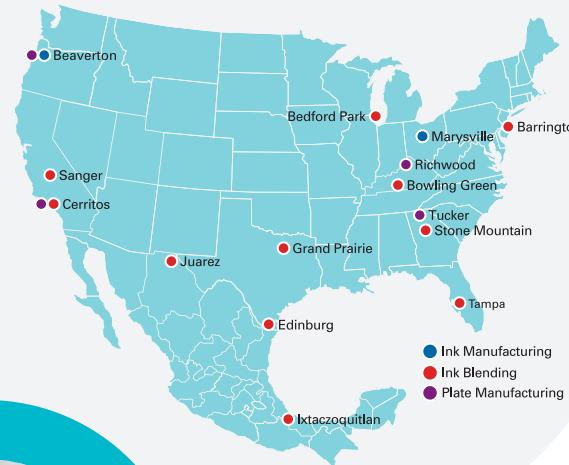 Beaverton
Bedford Park
Barringto
Marysville
Richwood
Sanger
Bowling Green
Cerritos
Tucker
Stone Mountain
Grand Prairie
Juarez
Tampa
Edinburg
Ink Manufacturing
Ink Blending
Plate Manufacturing
Ixtaczoquitlan